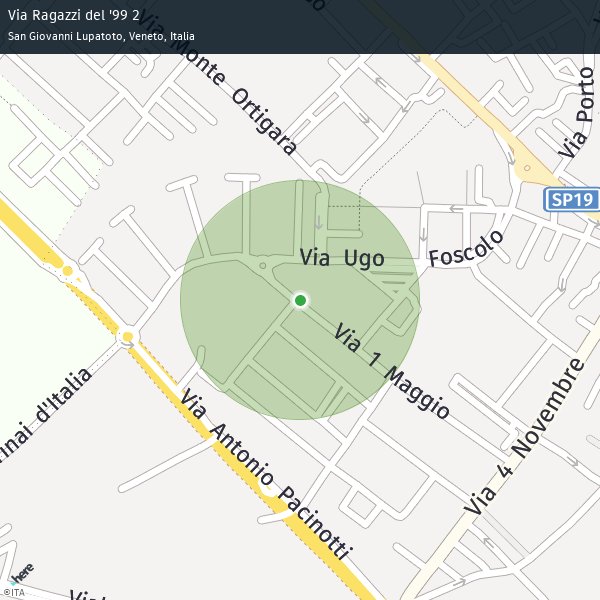 Via Ragazzi del '99 2
San Giovanni Lupatoto, Veneto, Italia
Via Monte Ortigara
Via Porto
SP19
Via Ugo Foscolo
Via 1 Maggio
d'Italia
Via 4 Novembre
Via Antonio Pacinotti
here
©ITA